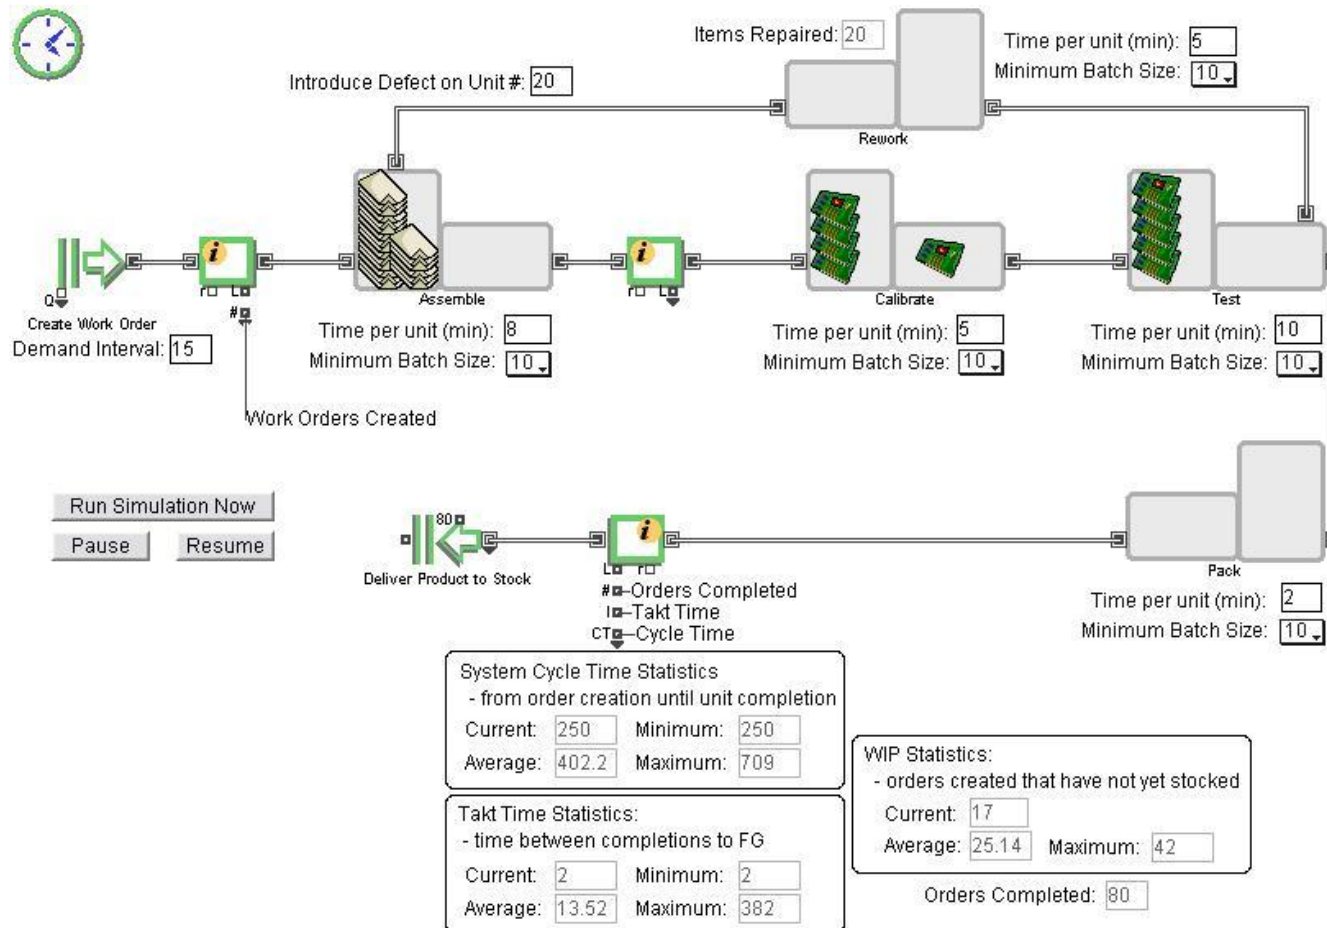 Items Repaired: 20
Time per unit (min): 5
Minimum Batch Size: 10
Introduce Defect on Unit #: 20
Rework
i
i
Q
r L
#
r L
Create Work Order
Demand Interval: 15
Assemble
Time per unit (min): 8
Minimum Batch Size: 10
Calibrate
Time per unit (min): 5
Minimum Batch Size: 10
Test
Time per unit (min): 10
Minimum Batch Size: 10
Work Orders Created
Run Simulation Now
Pause Resume
80
Deliver Product to Stock
i
L r
# Orders Completed
I Takt Time
CT Cycle Time
Pack
Time per unit (min): 2
Minimum Batch Size: 10
System Cycle Time Statistics
- from order creation until unit completion
Current: 250 Minimum: 250
Average: 402.2 Maximum: 709
Takt Time Statistics:
- time between completions to FG
Current: 2 Minimum: 2
Average: 13.52 Maximum: 382
WIP Statistics:
- orders created that have not yet stocked
Current: 17
Average: 25.14 Maximum: 42
Orders Completed: 80